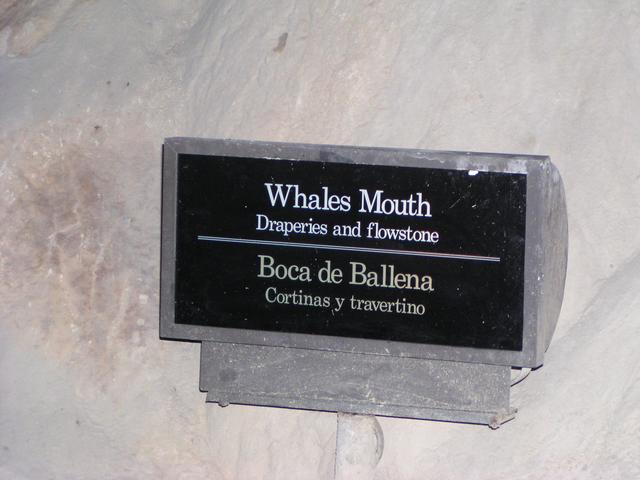 Whales Mouth
Draperies and flowstone
Boca de Ballena
Cortinas y travertino